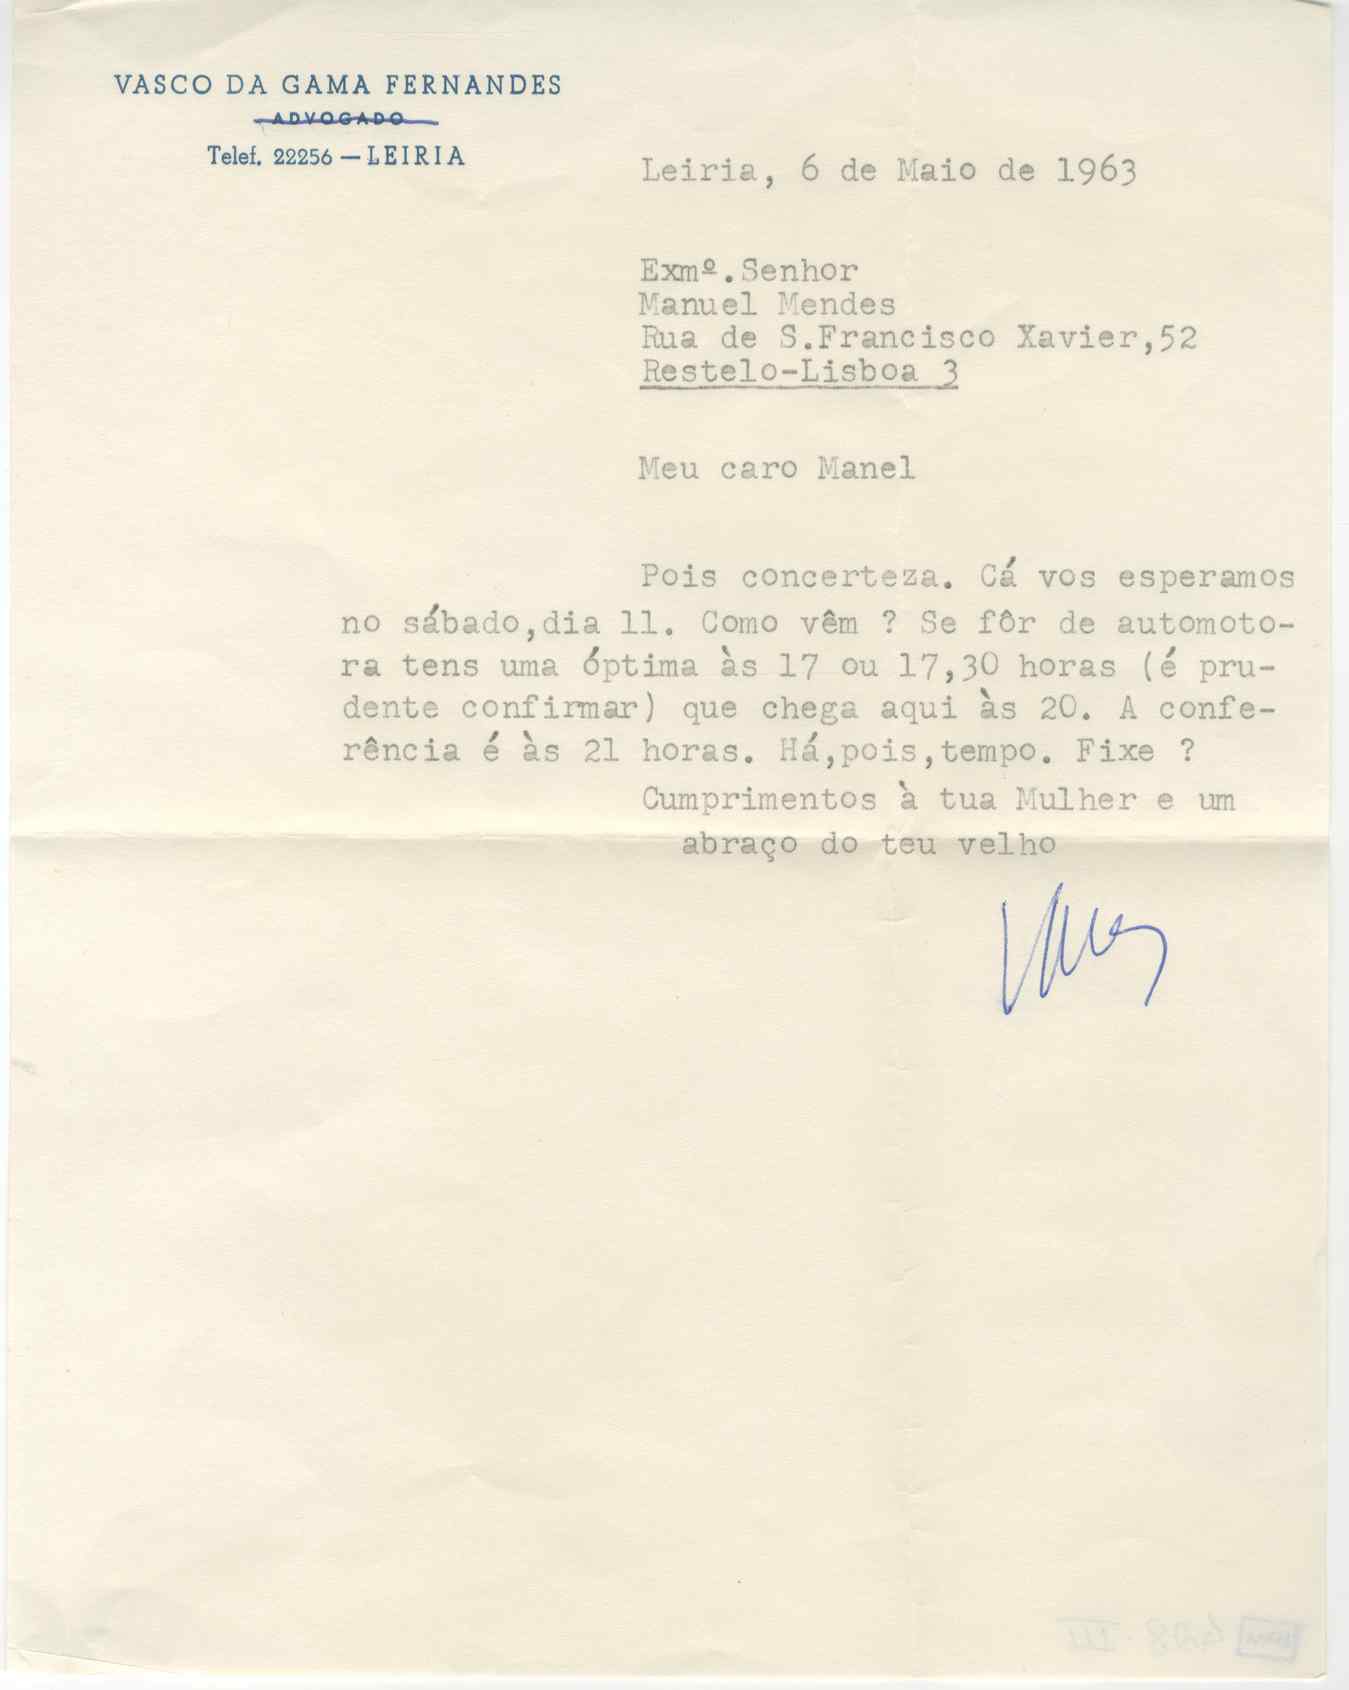 VASCO DA GAMA FERNANDES
ADVOGADO
Telef. 22256 — LEIRIA
Leiria, 6 de Maio de 1963
Exmº.Senhor
Manuel Mendes
Rua de S.Francisco Xavier,52
Restelo-Lisboa 3
Meu caro Manel
Pois concerteza. Cá vos esperamos
no sábado,dia 11. Como vêm ? Se fôr de automoto-
ra tens uma óptima às 17 ou 17,30 horas (é pru-
dente confirmar) que chega aqui às 20. A confe-
rência é às 21 horas. Há,pois,tempo. Fixe ?
Cumprimentos à tua Mulher e um
abraço do teu velho
Vasco